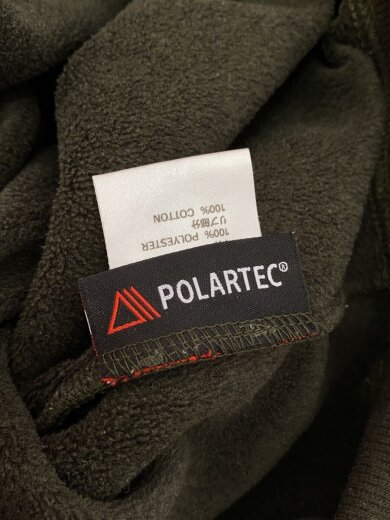 100% POLYESTER
リブ部分
100% COTTON
POLARTEC®